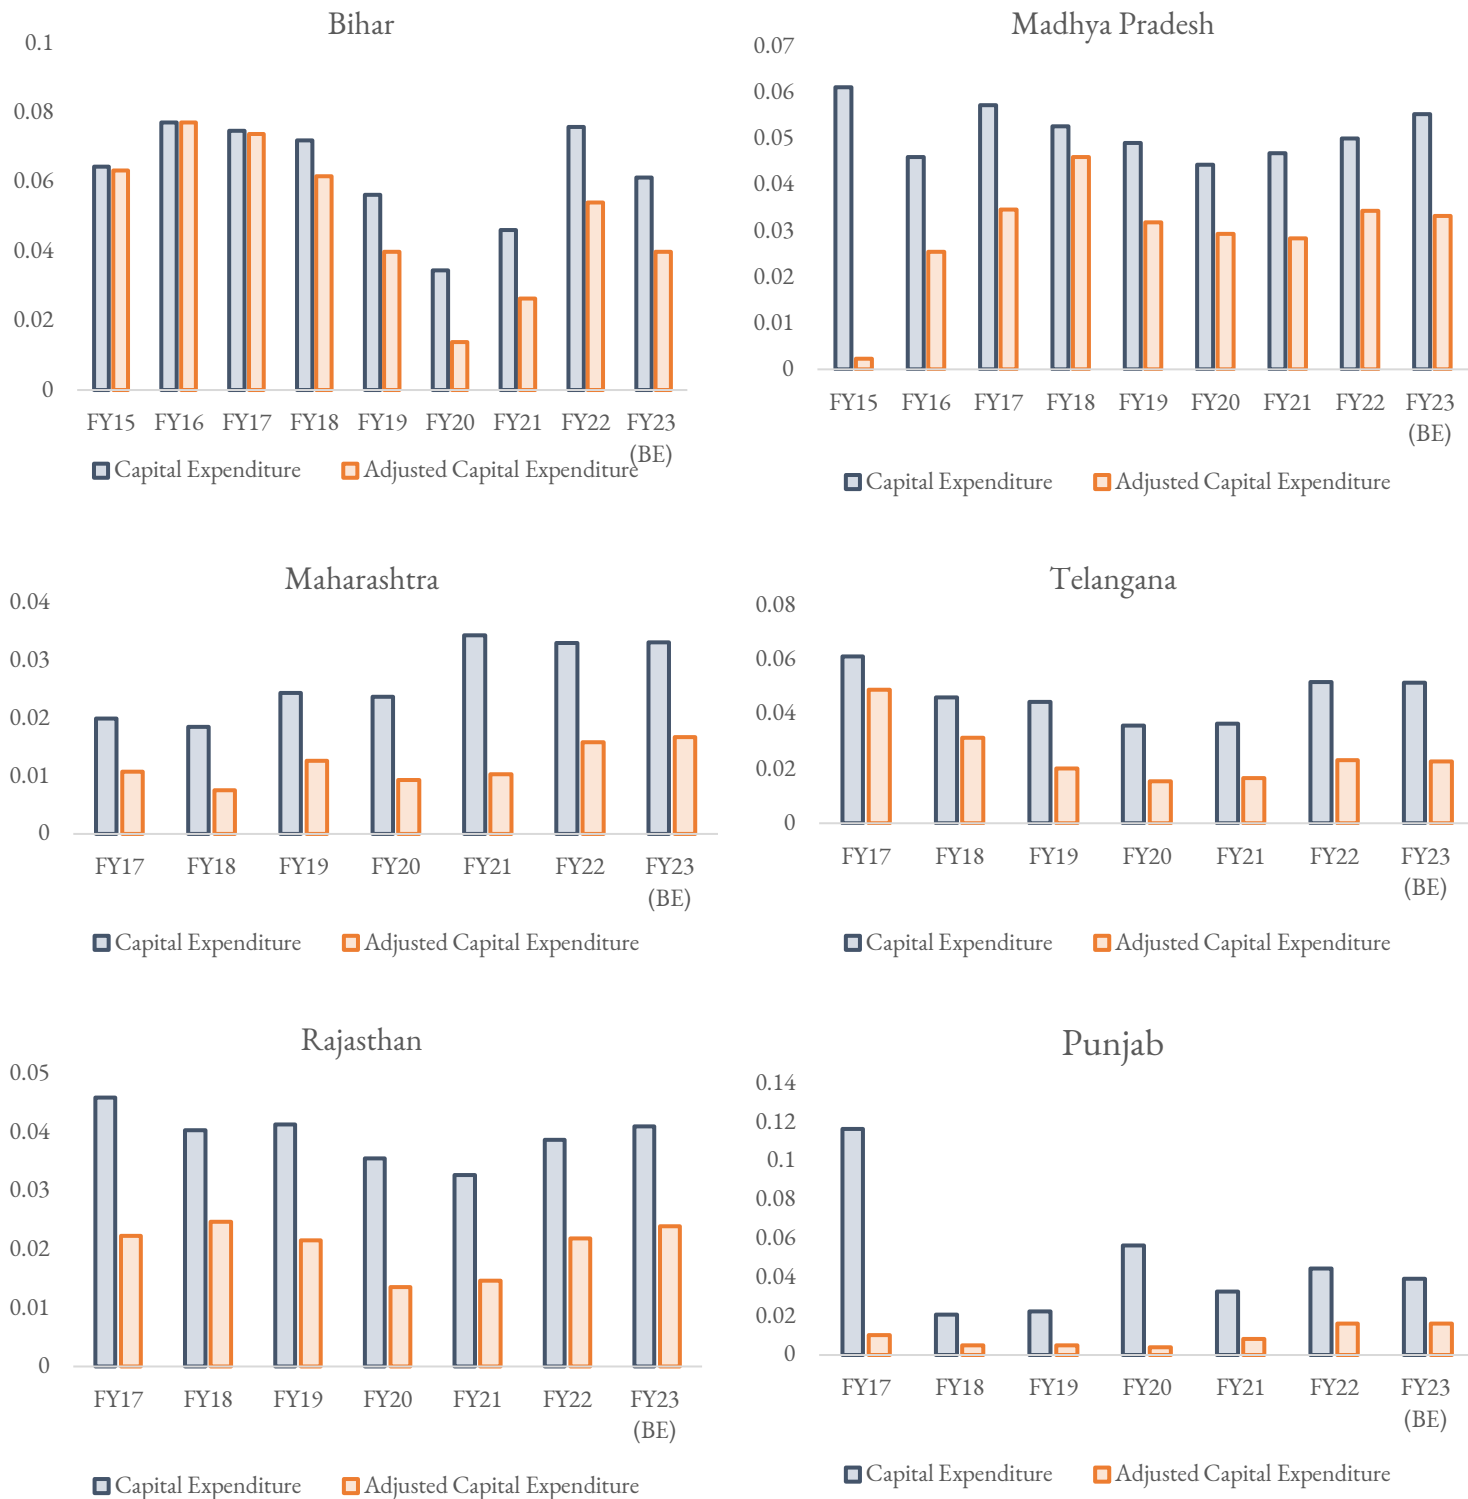 Bihar
0.1
0.08
0.06
0.04
0.02
0
FY15 FY16 FY17 FY18 FY19 FY20 FY21 FY22 FY23
(BE)
Capital Expenditure Adjusted Capital Expenditure
Madhya Pradesh
0.07
0.06
0.05
0.04
0.03
0.02
0.01
0
FY15 FY16 FY17 FY18 FY19 FY20 FY21 FY22 FY23
(BE)
Capital Expenditure Adjusted Capital Expenditure
Maharashtra
0.04
0.03
0.02
0.01
0
FY17 FY18 FY19 FY20 FY21 FY22 FY23
(BE)
Capital Expenditure Adjusted Capital Expenditure
Telangana
0.08
0.06
0.04
0.02
0
FY17 FY18 FY19 FY20 FY21 FY22 FY23
(BE)
Capital Expenditure Adjusted Capital Expenditure
Rajasthan
0.05
0.04
0.03
0.02
0.01
0
FY17 FY18 FY19 FY20 FY21 FY22 FY23
(BE)
Capital Expenditure Adjusted Capital Expenditure
Punjab
0.14
0.12
0.1
0.08
0.06
0.04
0.02
0
FY17 FY18 FY19 FY20 FY21 FY22 FY23
(BE)
Capital Expenditure Adjusted Capital Expenditure